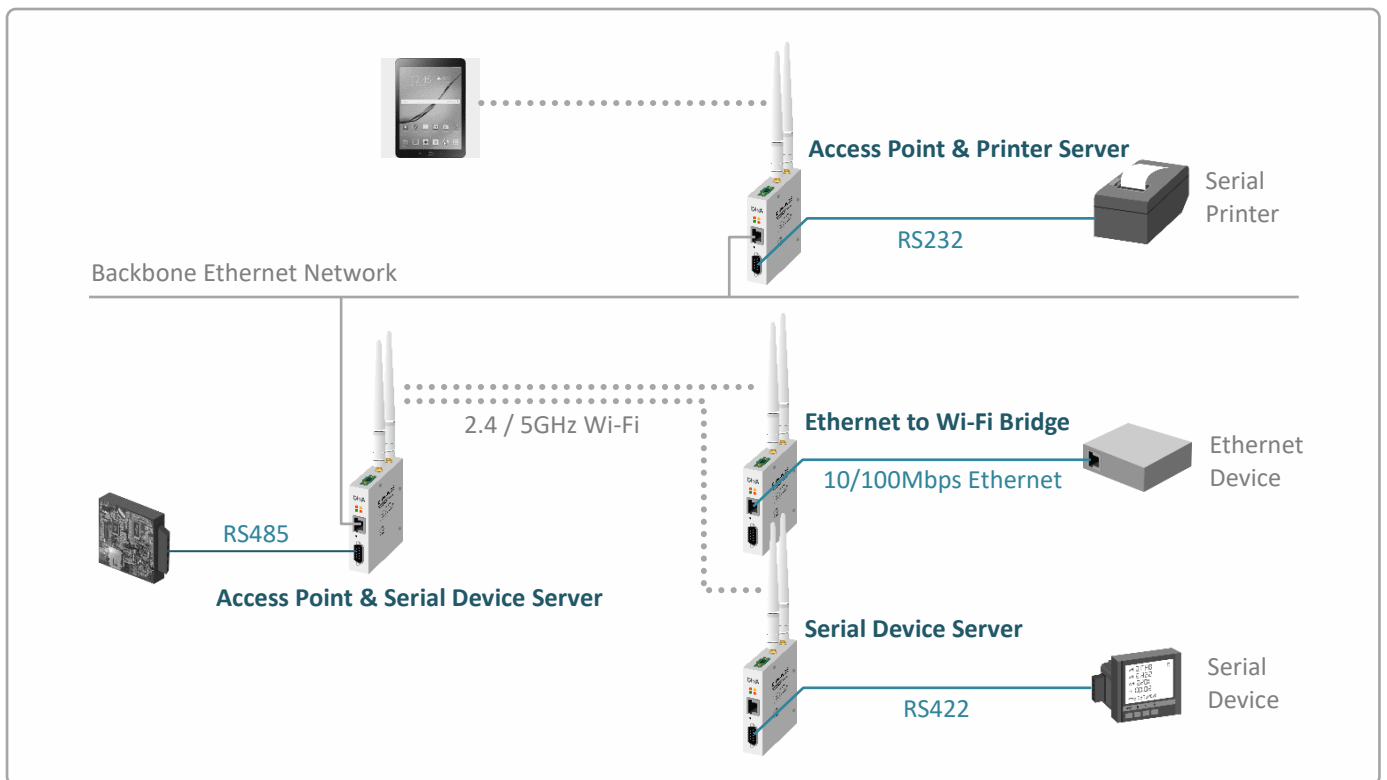 Access Point & Printer Server
Serial
Printer
RS232
Backbone Ethernet Network
2.4 / 5GHz Wi-Fi
Ethernet to Wi-Fi Bridge
Ethernet
Device
10/100Mbps Ethernet
RS485
Access Point & Serial Device Server
Serial Device Server
Serial
Device
RS422